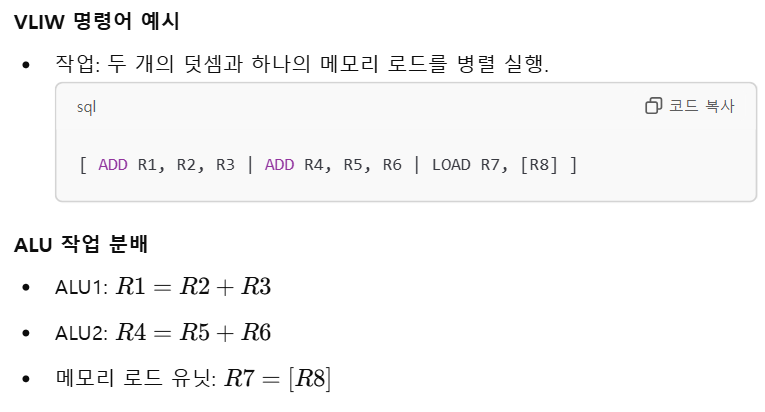 VLIW 명령어 예시
• 작업: 두 개의 덧셈과 하나의 메모리 로드를 병렬 실행.
sql 코드 복사
[ ADD R1, R2, R3 | ADD R4, R5, R6 | LOAD R7, [R8] ]
ALU 작업 분배
• ALU1: R1 = R2 + R3
• ALU2: R4 = R5 + R6
• 메모리 로드 유닛: R7 = [R8]